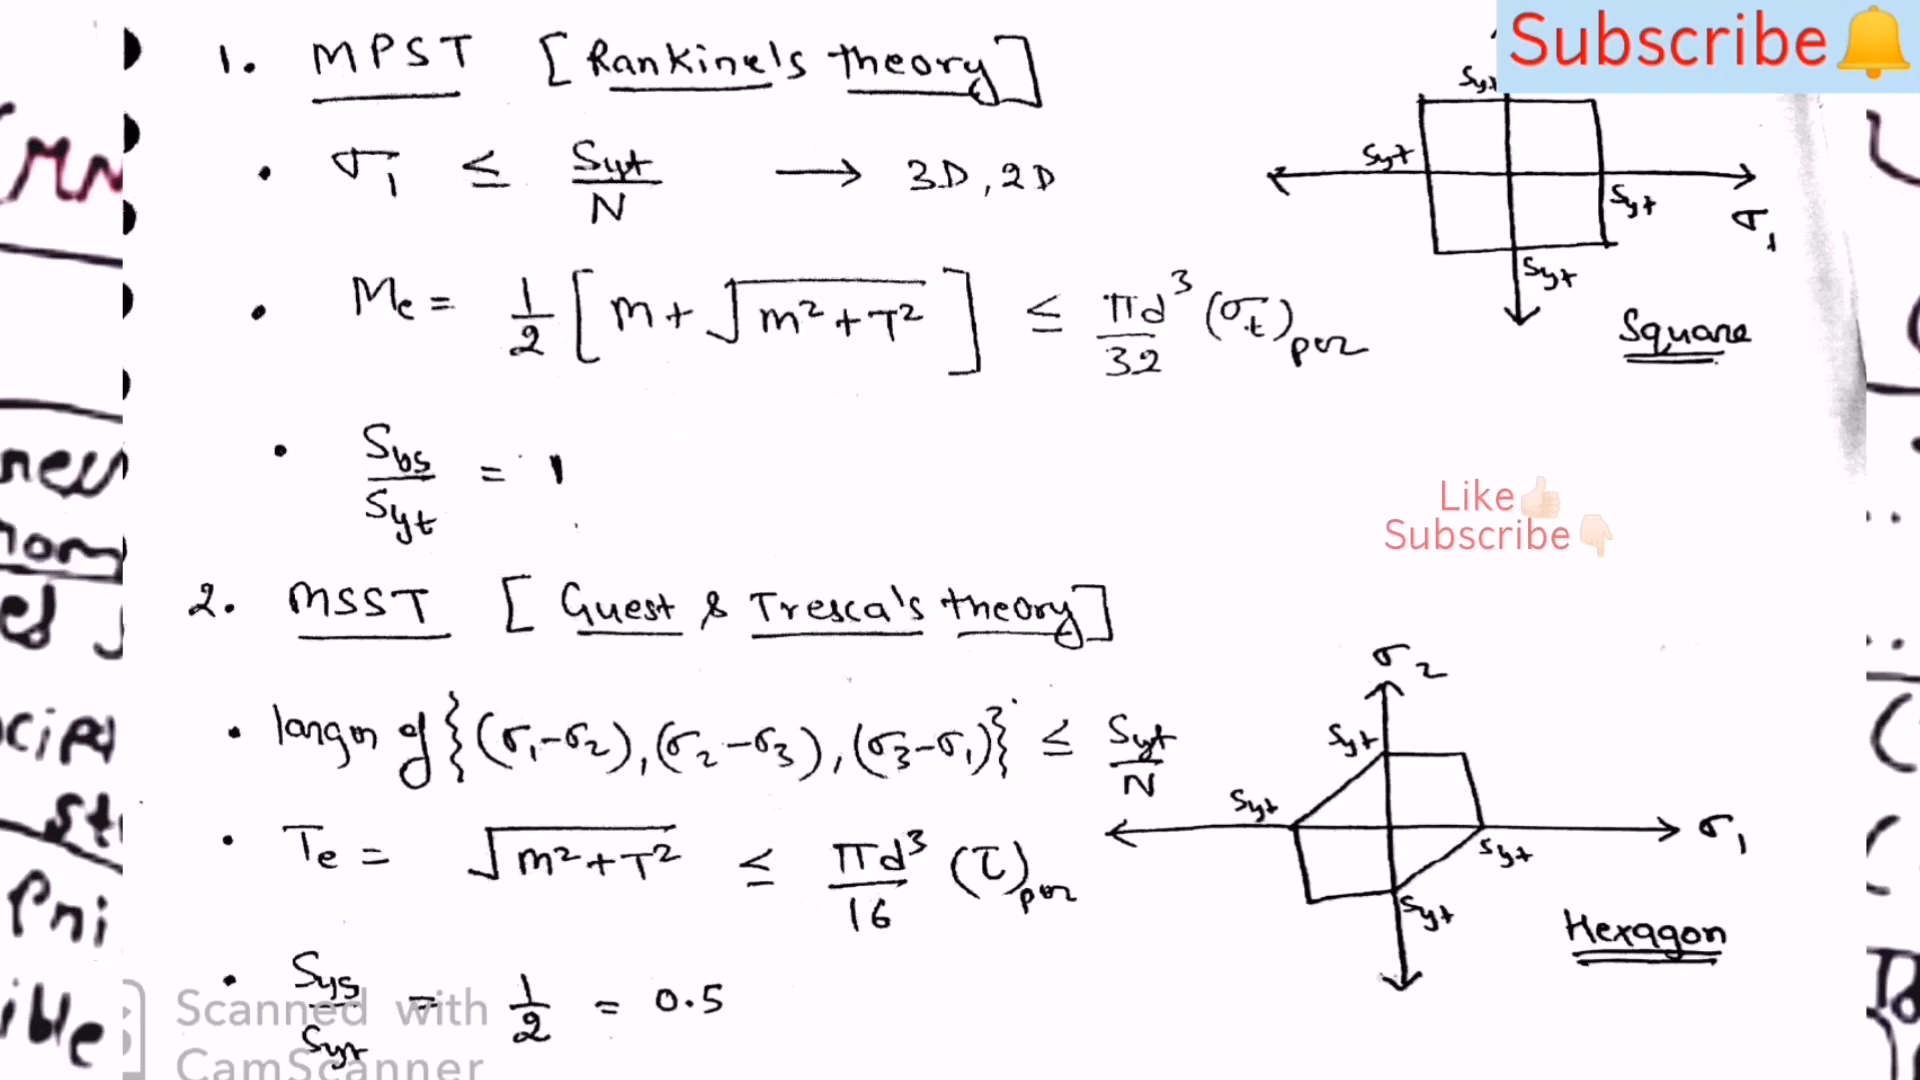 Subscribe
1. MPST [Rankine's theory]
σ1 ≤ Syt/N → 3D, 2D
Syt
Syt
Syt
σ1
Syt
Square
Me = 1/2 [m + √m²+T²] ≤ πd³/32 (σt)per
Sys/Syt = 1
Like
Subscribe
2. MSST [Guest & Tresca's theory]
larger of {(σ1-σ2), (σ2-σ3), (σ3-σ1)} ≤ Syt/N
σ2
Syt
Syt
σ1
Syt
Syt
Hexagon
Te = √m²+T² ≤ πd³/16 (τ)per
Sys/Syt = 1/2 = 0.5
Scanned with
CamScanner